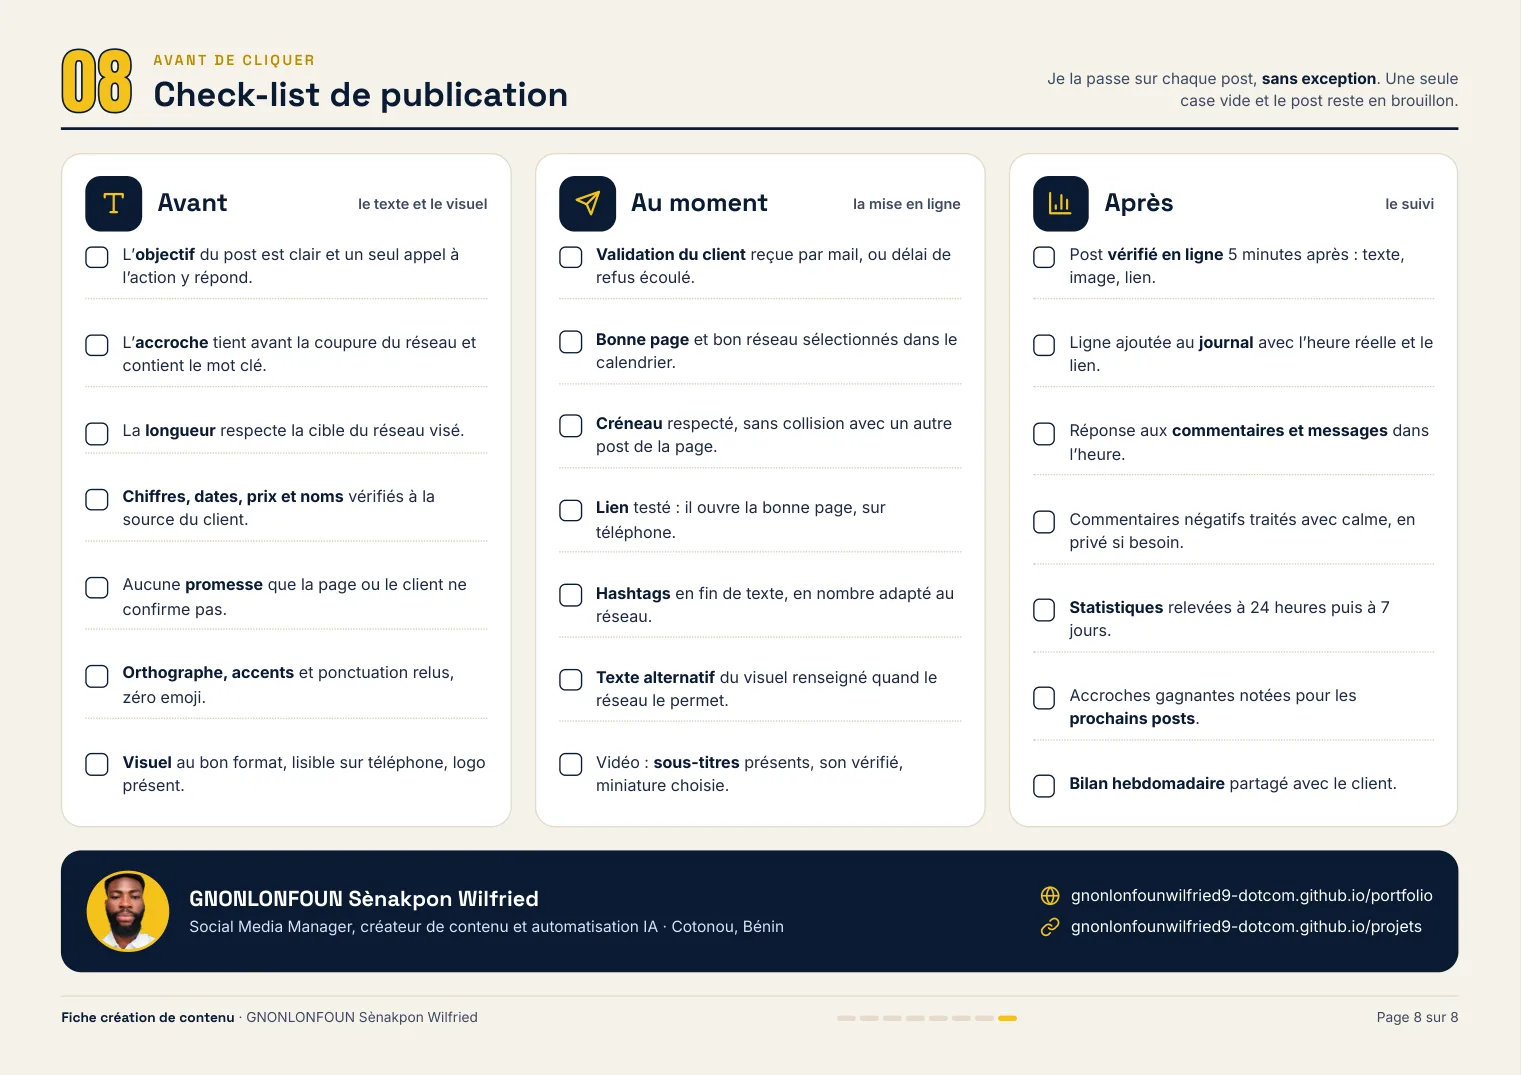 08
AVANT DE CLIQUER
Check-list de publication
Je la passe sur chaque post, sans exception. Une seule
case vide et le post reste en brouillon.
Avant
le texte et le visuel
L’objectif du post est clair et un seul appel à
l’action y répond.
L’accroche tient avant la coupure du réseau et
contient le mot clé.
La longueur respecte la cible du réseau visé.
Chiffres, dates, prix et noms vérifiés à la
source du client.
Aucune promesse que la page ou le client ne
confirme pas.
Orthographe, accents et ponctuation relus,
zéro emoji.
Visuel au bon format, lisible sur téléphone, logo
présent.
Au moment
la mise en ligne
Validation du client reçue par mail, ou délai de
refus écoulé.
Bonne page et bon réseau sélectionnés dans le
calendrier.
Créneau respecté, sans collision avec un autre
post de la page.
Lien testé : il ouvre la bonne page, sur
téléphone.
Hashtags en fin de texte, en nombre adapté au
réseau.
Texte alternatif du visuel renseigné quand le
réseau le permet.
Vidéo : sous-titres présents, son vérifié,
miniature choisie.
Après
le suivi
Post vérifié en ligne 5 minutes après : texte,
image, lien.
Ligne ajoutée au journal avec l’heure réelle et le
lien.
Réponse aux commentaires et messages dans
l’heure.
Commentaires négatifs traités avec calme, en
privé si besoin.
Statistiques relevées à 24 heures puis à 7
jours.
Accroches gagnantes notées pour les
prochains posts.
Bilan hebdomadaire partagé avec le client.
GNONLONFOUN Sènakpon Wilfried
Social Media Manager, créateur de contenu et automatisation IA · Cotonou, Bénin
gnonlonfounwilfried9-dotcom.github.io/portfolio
gnonlonfounwilfried9-dotcom.github.io/projets
Fiche création de contenu · GNONLONFOUN Sènakpon Wilfried
Page 8 sur 8